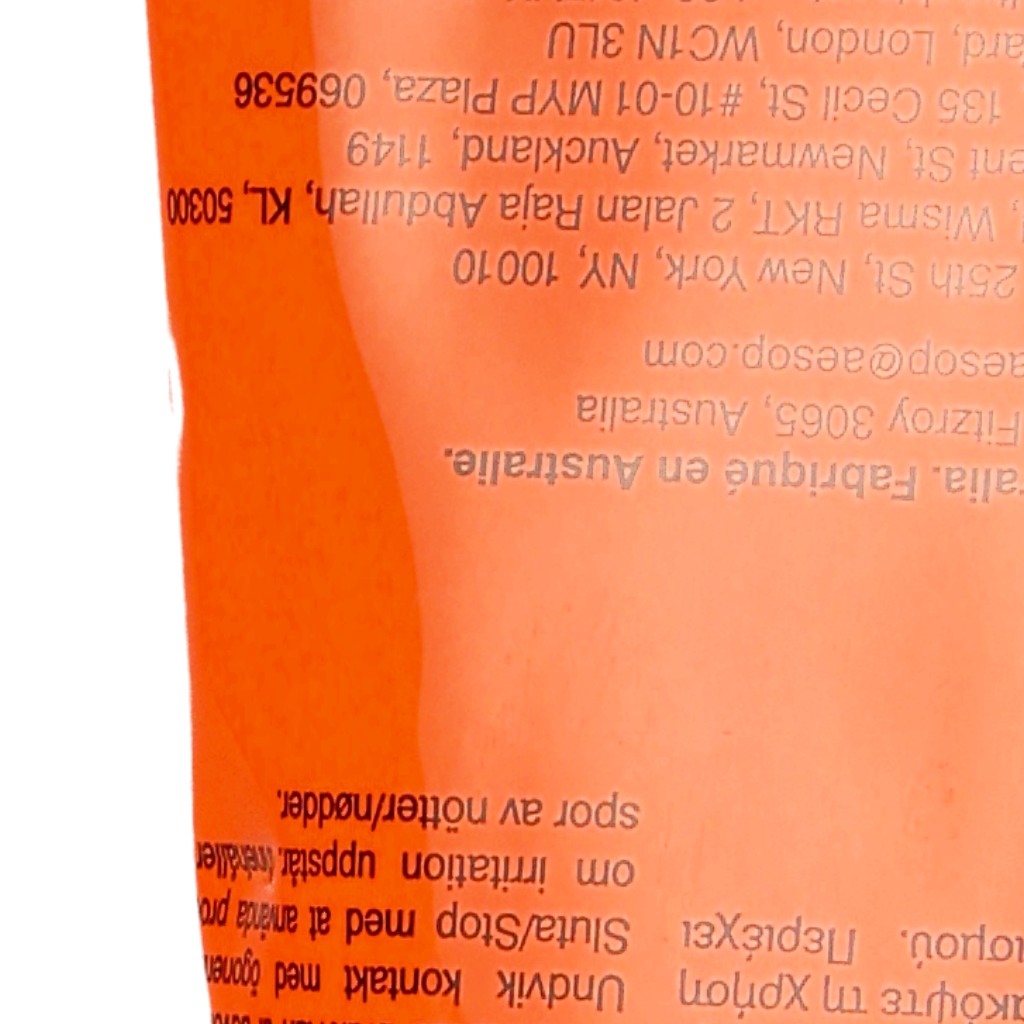 τη χρήση
Περιέχει
Undvik kontakt med ögonen
Sluta/Stop med at använda
om irritation uppstår. Innehåller
spor av nötter/nødder.
ralia. Fabriqué en Australie.
Fitzroy 3065, Australia
aesop@aesop.com
25th St, New York, NY, 10010
, Wisma RKT, 2 Jalan Raja Abdullah, KL, 50300
ent St, Newmarket, Auckland, 1149
135 Cecil St, #10-01 MYP Plaza, 069536
ard, London, WC1N 3LU